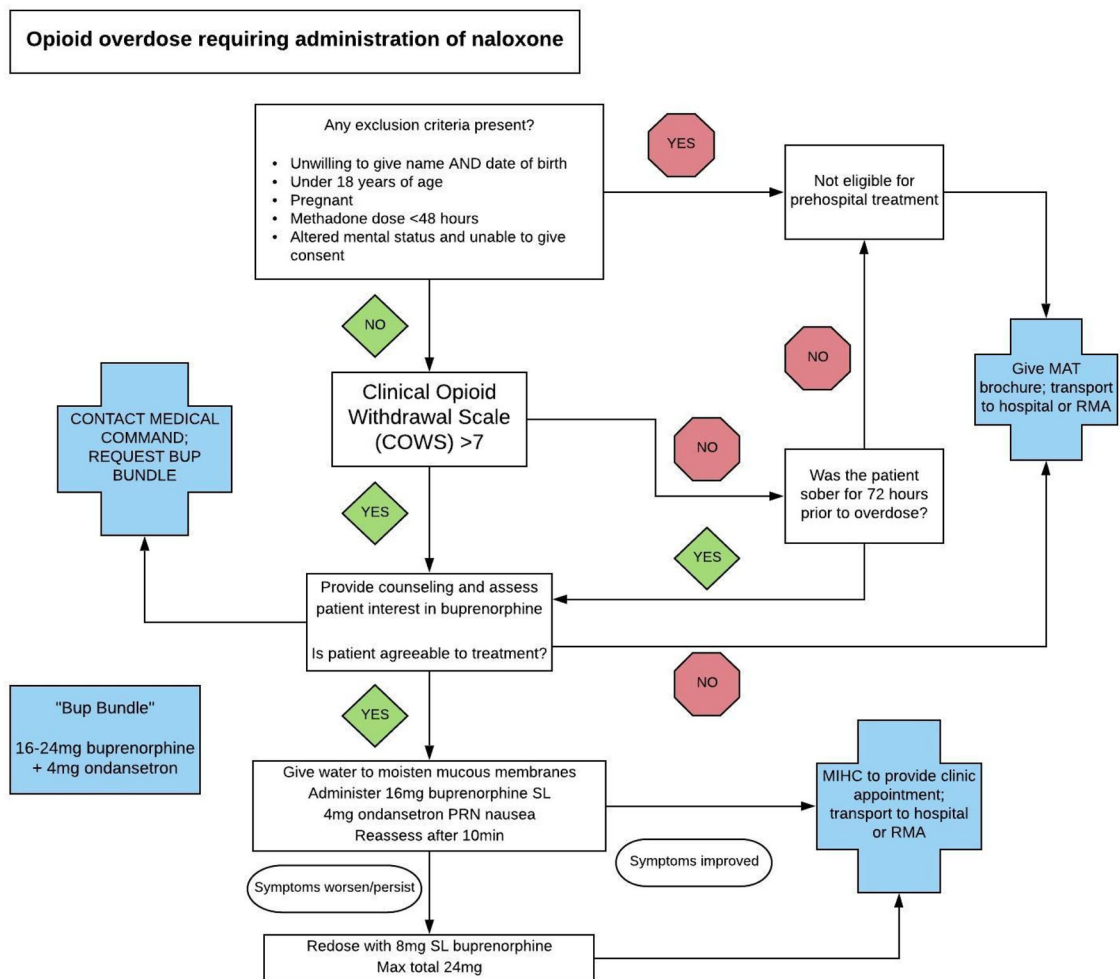 Opioid overdose requiring administration of naloxone
Any exclusion criteria present?
• Unwilling to give name AND date of birth
• Under 18 years of age
• Pregnant
• Methadone dose <48 hours
• Altered mental status and unable to give
consent
YES
Not eligible for
prehospital treatment
NO
NO
Give MAT
brochure; transport
to hospital or RMA
Clinical Opioid
Withdrawal Scale
(COWS) >7
CONTACT MEDICAL
COMMAND;
REQUEST BUP
BUNDLE
NO
Was the patient
sober for 72 hours
prior to overdose?
YES
YES
Provide counseling and assess
patient interest in buprenorphine
Is patient agreeable to treatment?
NO
YES
"Bup Bundle"
16-24mg buprenorphine
+ 4mg ondansetron
Give water to moisten mucous membranes
Administer 16mg buprenorphine SL
4mg ondansetron PRN nausea
Reassess after 10min
MIHC to provide clinic
appointment;
transport to hospital
or RMA
Symptoms improved
Symptoms worsen/persist
Redose with 8mg SL buprenorphine
Max total 24mg